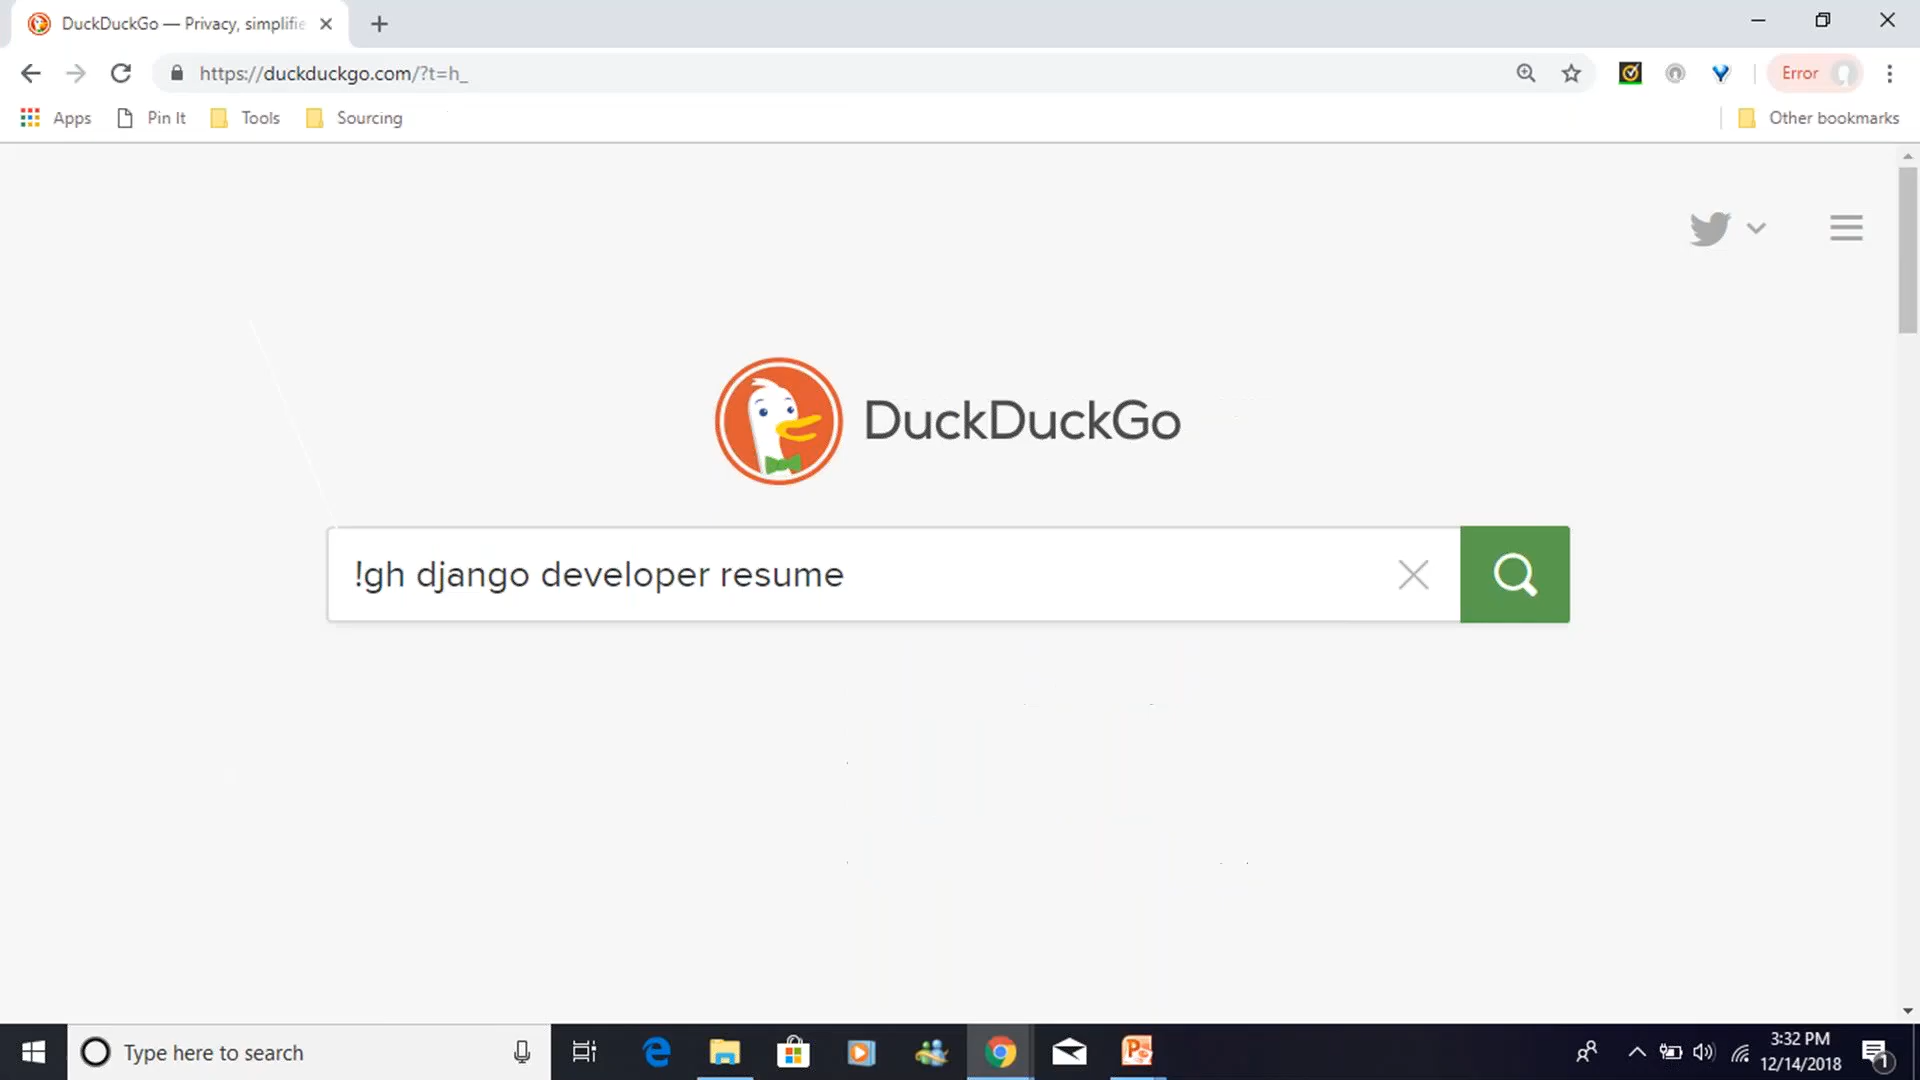 DuckDuckGo — Privacy, simplifie
https://duckduckgo.com/?t=h_
Error
Apps
Pin It
Tools
Sourcing
Other bookmarks
DuckDuckGo
!gh django developer resume
Type here to search
3:32 PM
12/14/2018
1